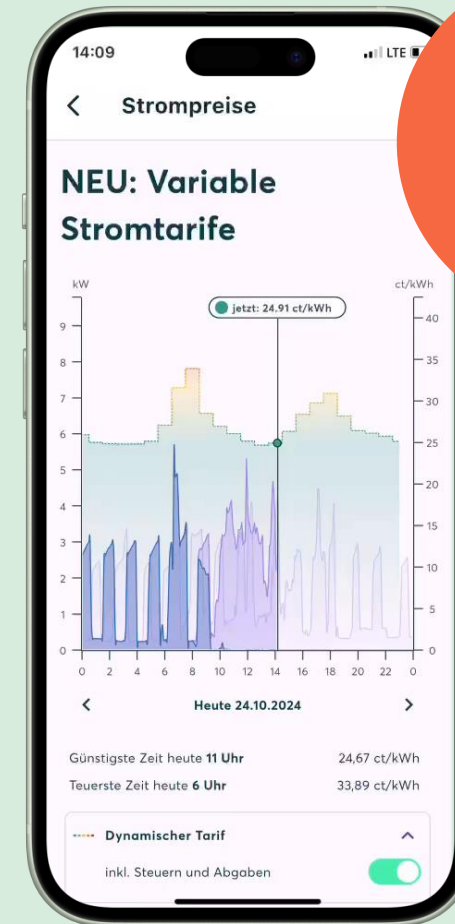 14:09
LTE
Strompreise
NEU: Variable
Stromtarife
kW
ct/kWh
jetzt: 24,91 ct/kWh
9
8
7
6
5
4
3
2
1
0
40
35
30
25
20
15
10
5
0
0 2 4 6 8 10 12 14 16 18 20 22 0
Heute 24.10.2024
Günstigste Zeit heute 11 Uhr 24,67 ct/kWh
Teuerste Zeit heute 6 Uhr 33,89 ct/kWh
Dynamischer Tarif
inkl. Steuern und Abgaben